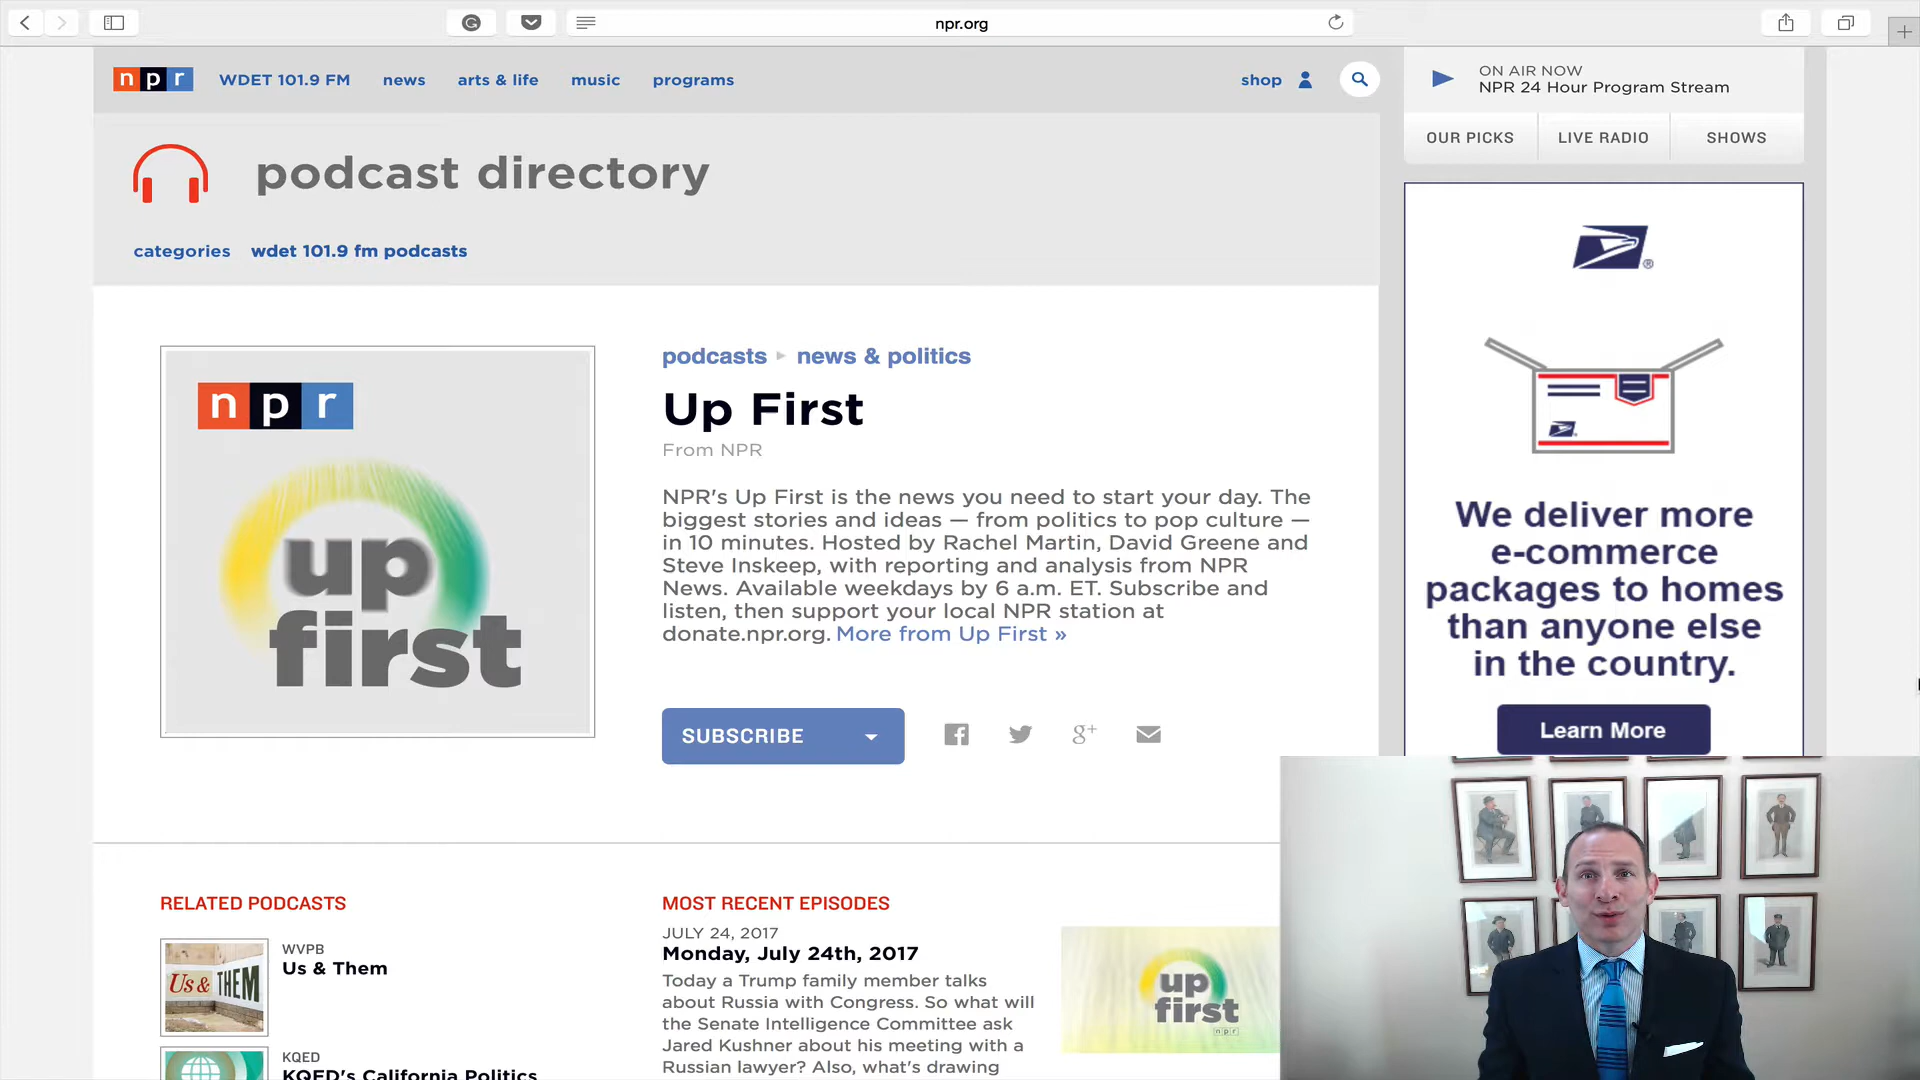 npr.org
npr
WDET 101.9 FM
news
arts & life
music
programs
shop
ON AIR NOW
NPR 24 Hour Program Stream
OUR PICKS
LIVE RADIO
SHOWS
podcast directory
categories
wdet 101.9 fm podcasts
npr
up
first
podcasts
news & politics
Up First
From NPR
NPR's Up First is the news you need to start your day. The
biggest stories and ideas — from politics to pop culture —
in 10 minutes. Hosted by Rachel Martin, David Greene and
Steve Inskeep, with reporting and analysis from NPR
News. Available weekdays by 6 a.m. ET. Subscribe and
listen, then support your local NPR station at
donate.npr.org. More from Up First »
SUBSCRIBE
g+
We deliver more
e-commerce
packages to homes
than anyone else
in the country.
Learn More
RELATED PODCASTS
Us & THEM
WVPB
Us & Them
KQED
KQED's California Politics
MOST RECENT EPISODES
JULY 24, 2017
Monday, July 24th, 2017
Today a Trump family member talks
about Russia with Congress. So what will
the Senate Intelligence Committee ask
Jared Kushner about his meeting with a
Russian lawyer? Also, what's drawing
up
first
npr